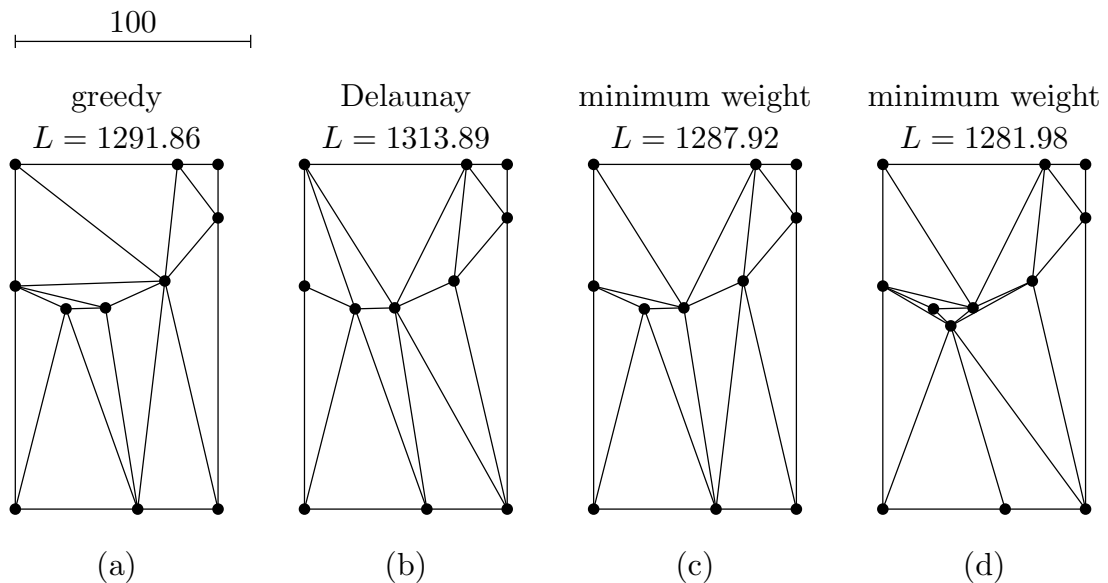 100
greedy Delaunay minimum weight minimum weight
L = 1291.86 L = 1313.89 L = 1287.92 L = 1281.98
(a) (b) (c) (d)